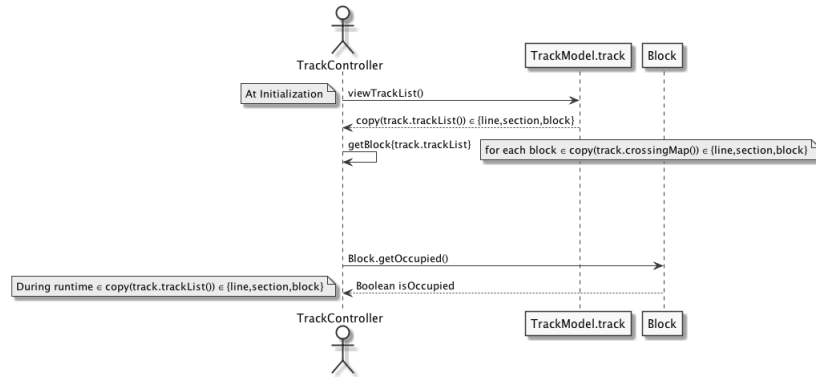 TrackController
TrackModel.track
Block
At Initialization
viewTrackList()
copy(track.trackList()) ∈ {line,section,block}
getBlock{track.trackList}
for each block ∈ copy(track.crossingMap()) ∈ {line,section,block}
Block.getOccupied()
During runtime ∈ copy(track.trackList()) ∈ {line,section,block}
Boolean isOccupied
TrackController
TrackModel.track
Block